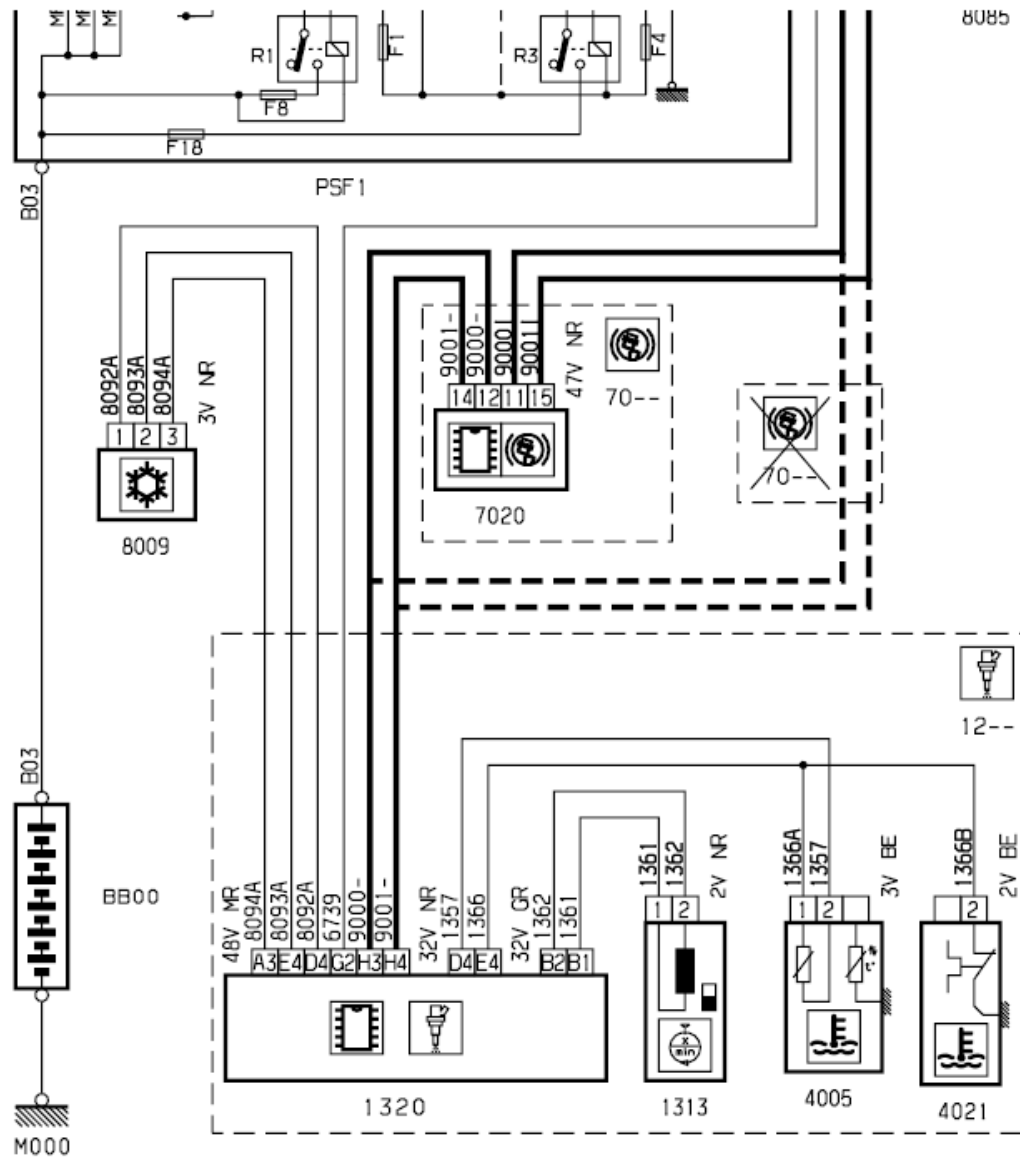 8085
R1
F1
R3
F4
F8
F18
PSF1
B03
8092A
8093A
8094A
3V NR
1 2 3
8009
9001-
9000-
9000I
9001I
47V NR
14 12 11 15
7020
70--
70--
12--
B03
BB00
48V MR
8094A
8093A
8092A
6739
9000-
9001-
32V NR
1357
1366
32V GR
1362
1361
A3 E4 D4 G2 H3 H4
D4 E4
B2 B1
1320
1361
1362
2V NR
1 2
x
min
1313
1366A
1357
3V BE
1 2
4005
1366B
2V BE
2
4021
M000